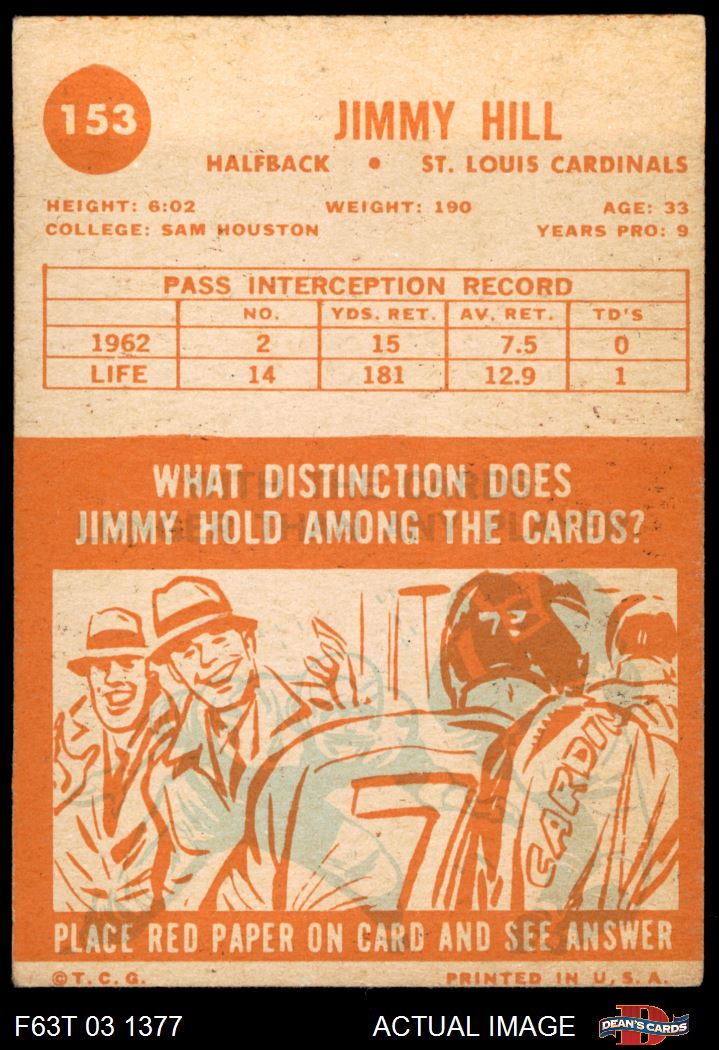 153
JIMMY HILL
HALFBACK • ST. LOUIS CARDINALS
HEIGHT: 6:02 WEIGHT: 190 AGE: 33
COLLEGE: SAM HOUSTON YEARS PRO: 9
PASS INTERCEPTION RECORD
NO. YDS. RET. AV. RET. TD'S
1962 2 15 7.5 0
LIFE 14 181 12.9 1
WHAT DISTINCTION DOES
JIMMY HOLD AMONG THE CARDS?
7
CARDIN
PLACE RED PAPER ON CARD AND SEE ANSWER
©T.C.G. PRINTED IN U.S.A.
F63T 03 1377 ACTUAL IMAGE
D
DEAN'S CARDS